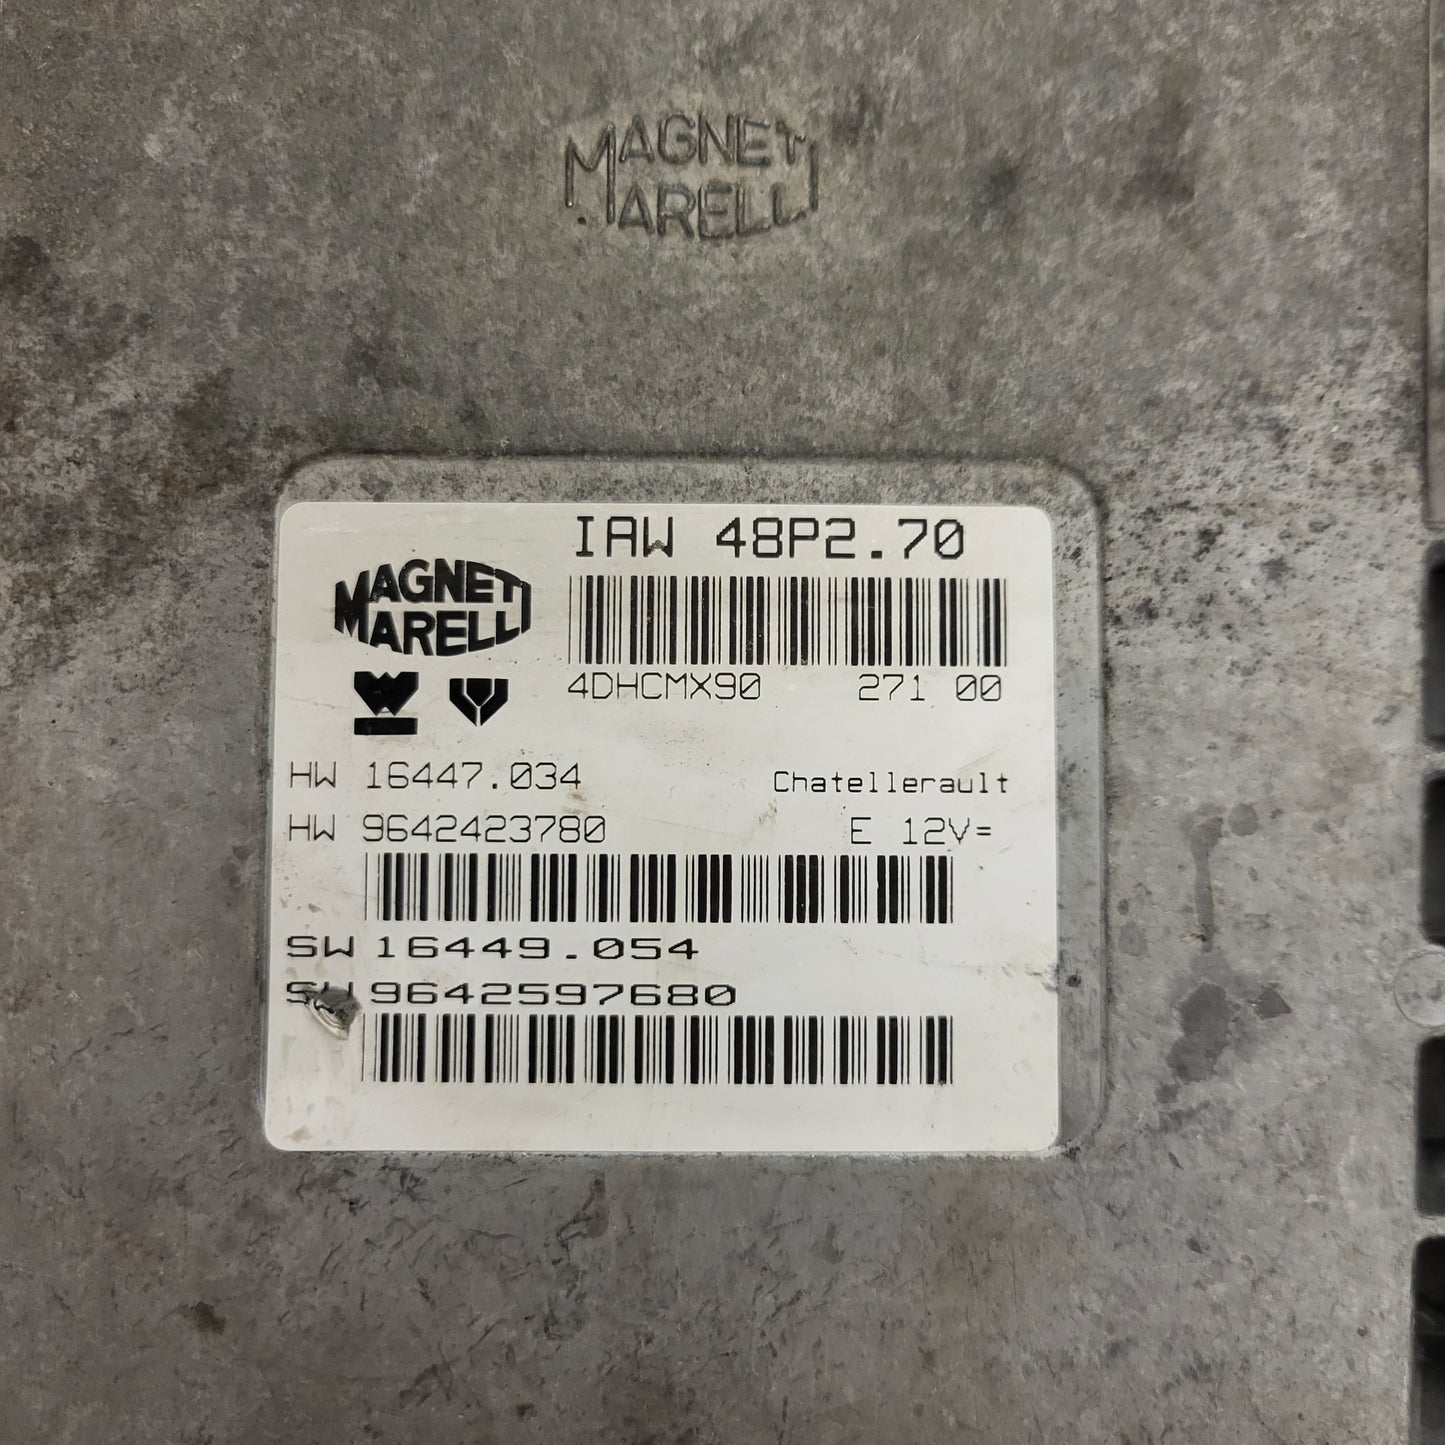 MAGNETI
MARELLI
IAW 48P2.70
MAGNETI
MARELLI
4DHCMX90 271 00
HW 16447.034 Chatellerault
HW 9642423780 E 12V=
SW 16449.054
SW 9642597680